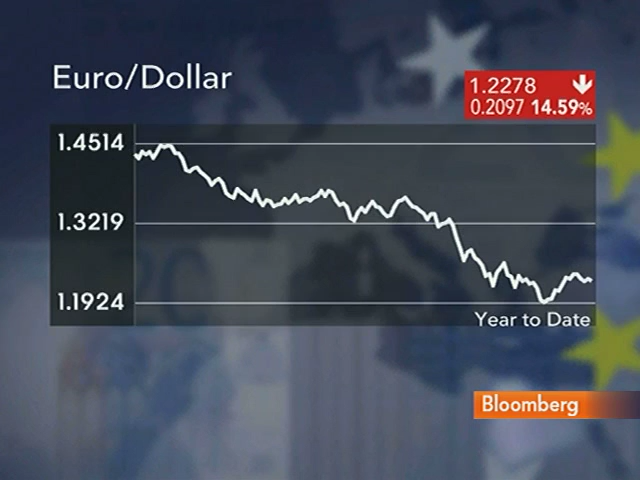 Euro/Dollar
1.2278
0.2097 14.59%
1.4514
1.3219
1.1924
Year to Date
Bloomberg